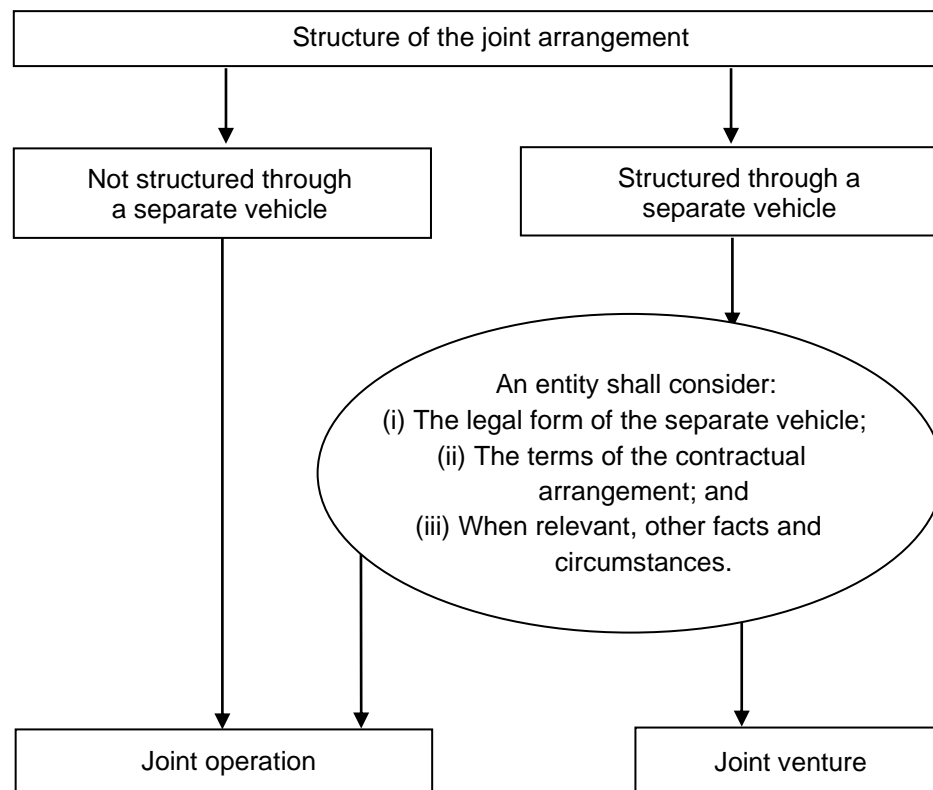 Structure of the joint arrangement
Not structured through
a separate vehicle
Structured through a
separate vehicle
An entity shall consider:
(i) The legal form of the separate vehicle;
(ii) The terms of the contractual
arrangement; and
(iii) When relevant, other facts and
circumstances.
Joint operation
Joint venture